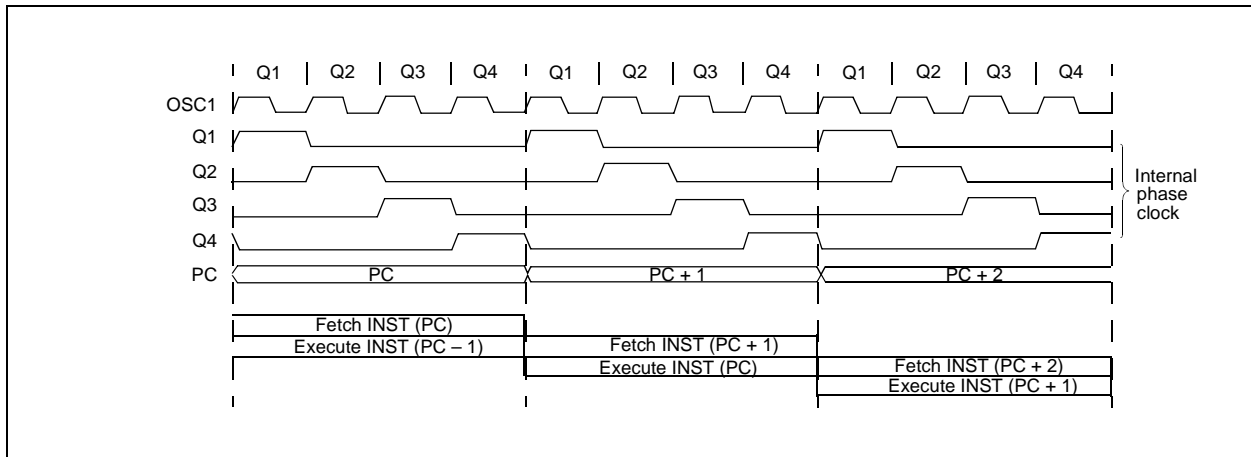 Q1 Q2 Q3 Q4 Q1 Q2 Q3 Q4 Q1 Q2 Q3 Q4
OSC1
Q1
Q2
Q3
Q4
PC
Internal
phase
clock
PC PC + 1 PC + 2
Fetch INST (PC)
Execute INST (PC – 1) Fetch INST (PC + 1)
Execute INST (PC) Fetch INST (PC + 2)
Execute INST (PC + 1)